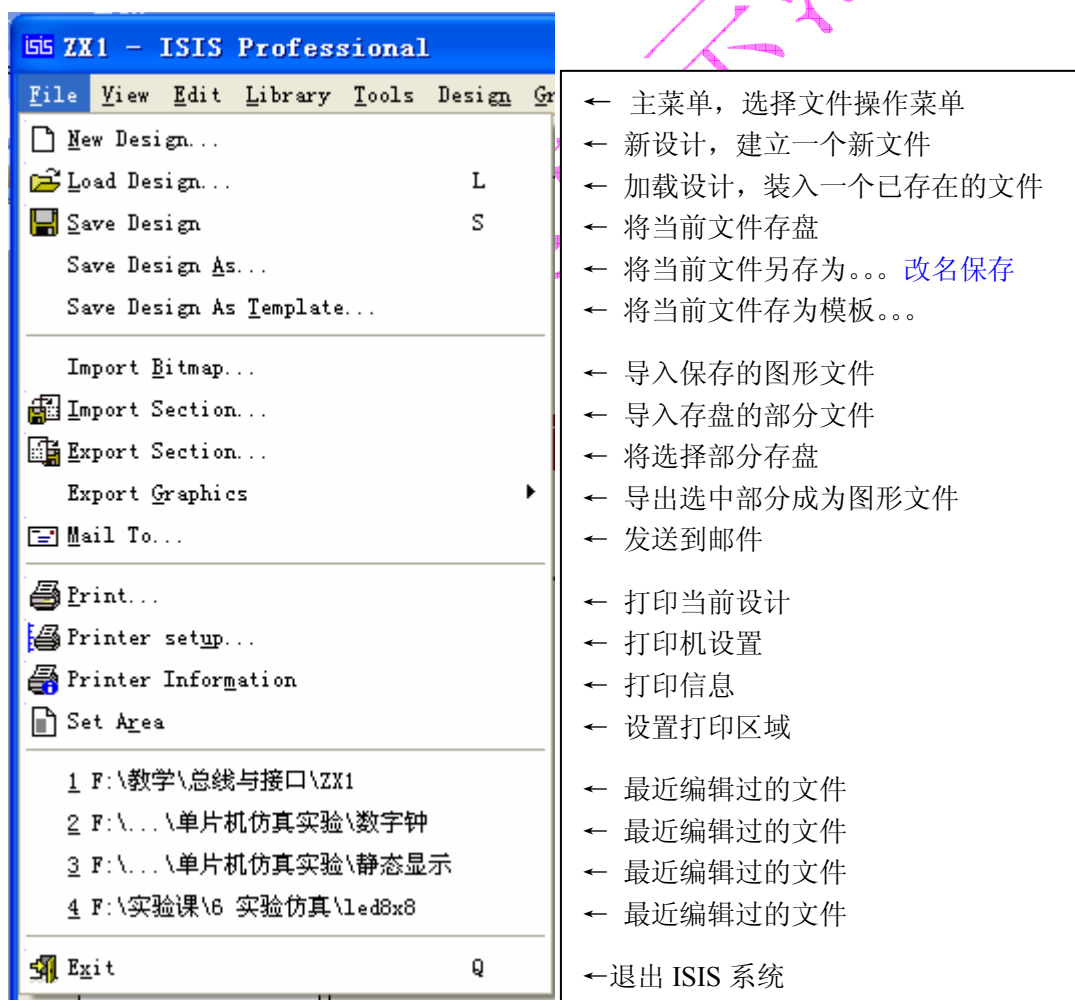 isis ZX1 - ISIS Professional
File View Edit Library Tools Design Gr
← 主菜单，选择文件操作菜单
New Design...
← 新设计，建立一个新文件
Load Design... L
← 加载设计，装入一个已存在的文件
Save Design S
← 将当前文件存盘
Save Design As...
← 将当前文件另存为。。。改名保存
Save Design As Template...
← 将当前文件存为模板。。。
Import Bitmap...
← 导入保存的图形文件
Import Section...
← 导入存盘的部分文件
Export Section...
← 将选择部分存盘
Export Graphics
← 导出选中部分成为图形文件
Mail To...
← 发送到邮件
Print...
← 打印当前设计
Printer setup...
← 打印机设置
Printer Information
← 打印信息
Set Area
← 设置打印区域
1 F:\教学\总线与接口\ZX1
← 最近编辑过的文件
2 F:\...\单片机仿真实验\数字钟
← 最近编辑过的文件
3 F:\...\单片机仿真实验\静态显示
← 最近编辑过的文件
4 F:\实验课\6 实验仿真\led8x8
← 最近编辑过的文件
Exit Q
←退出 ISIS 系统